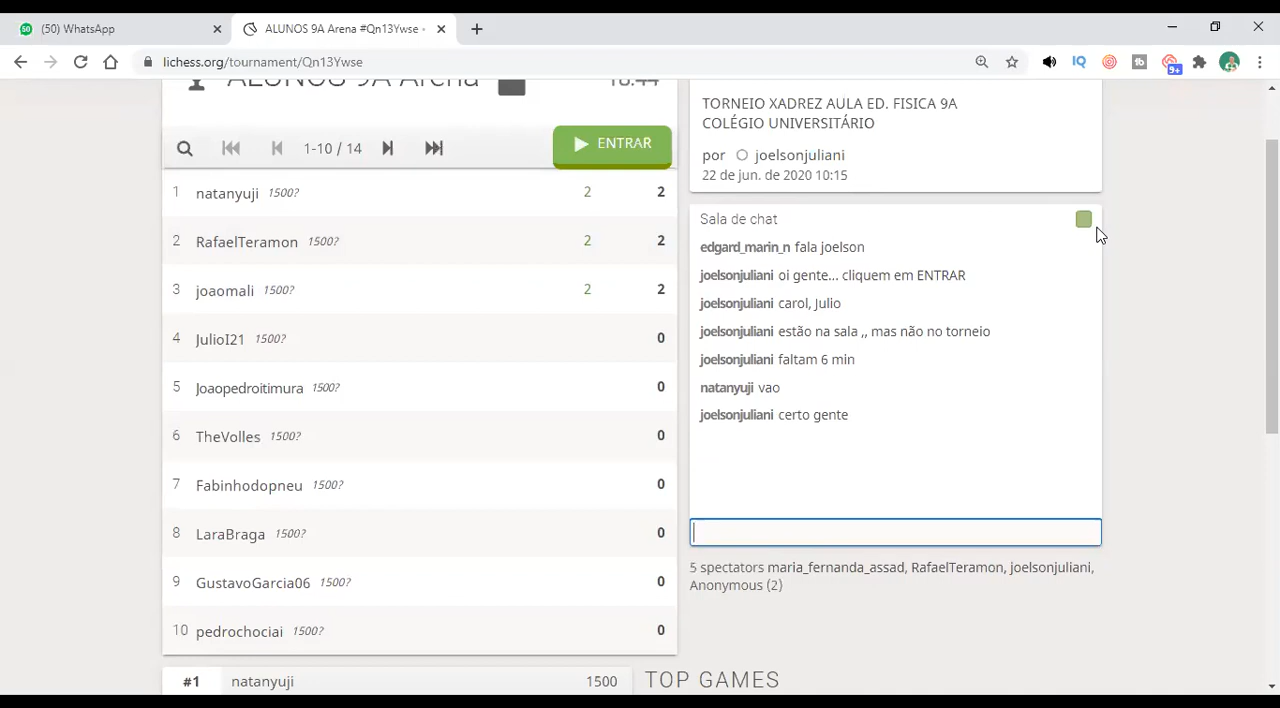 (50) WhatsApp
ALUNOS 9A Arena #Qn13Ywse
lichess.org/tournament/Qn13Ywse
9+
ALUNOS 9A Arena
18:44
1-10 / 14
ENTRAR
1 natanyuji 1500? 2 2
2 RafaelTeramon 1500? 2 2
3 joaomali 1500? 2 2
4 JulioI21 1500? 0
5 Joaopedroitimura 1500? 0
6 TheVolles 1500? 0
7 Fabinhodopneu 1500? 0
8 LaraBraga 1500? 0
9 GustavoGarcia06 1500? 0
10 pedrochociai 1500? 0
#1 natanyuji 1500
TORNEIO XADREZ AULA ED. FISICA 9A
COLÉGIO UNIVERSITÁRIO
por joelsonjuliani
22 de jun. de 2020 10:15
Sala de chat
edgard_marin_n fala joelson
joelsonjuliani oi gente... cliquem em ENTRAR
joelsonjuliani carol, Julio
joelsonjuliani estão na sala ,, mas não no torneio
joelsonjuliani faltam 6 min
natanyuji vao
joelsonjuliani certo gente
5 spectators maria_fernanda_assad, RafaelTeramon, joelsonjuliani,
Anonymous (2)
TOP GAMES